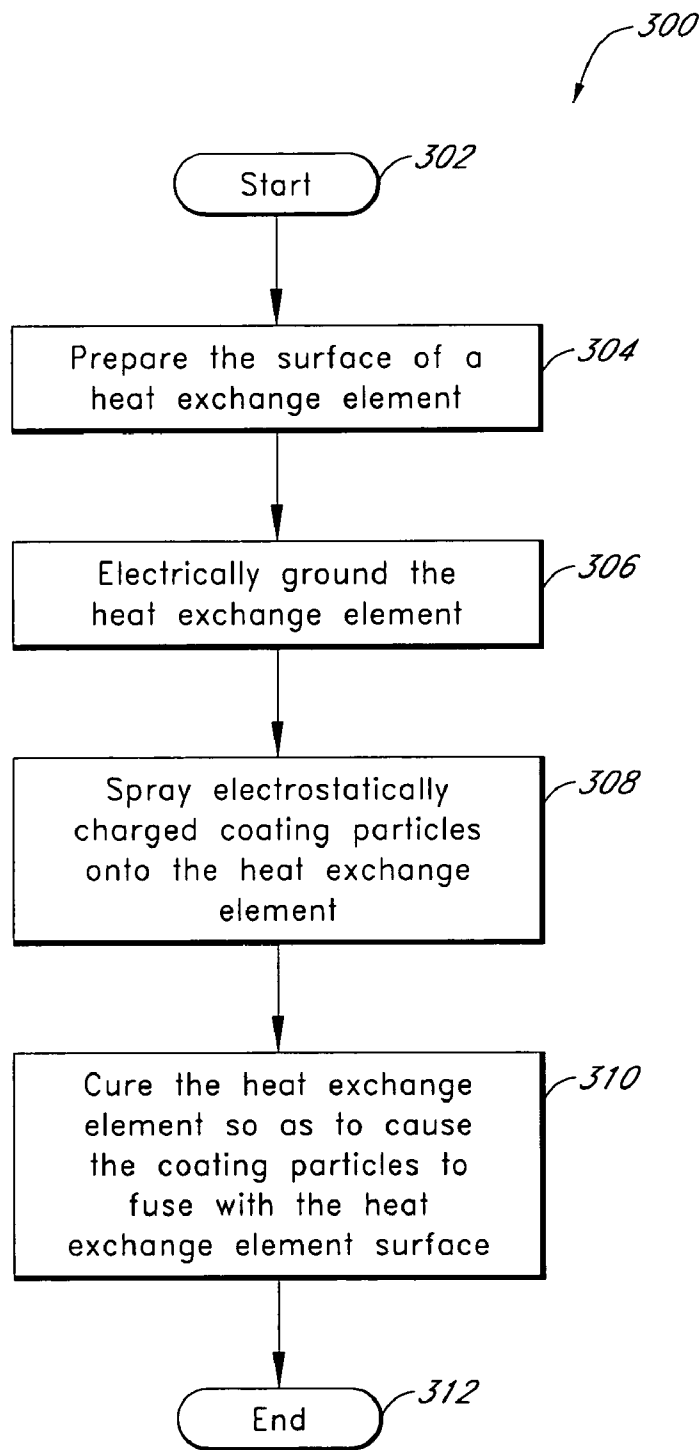 300
302
Start
Prepare the surface of a
heat exchange element
304
Electrically ground the
heat exchange element
306
Spray electrostatically
charged coating particles
onto the heat exchange
element
308
Cure the heat exchange
element so as to cause
the coating particles to
fuse with the heat
exchange element surface
310
End
312